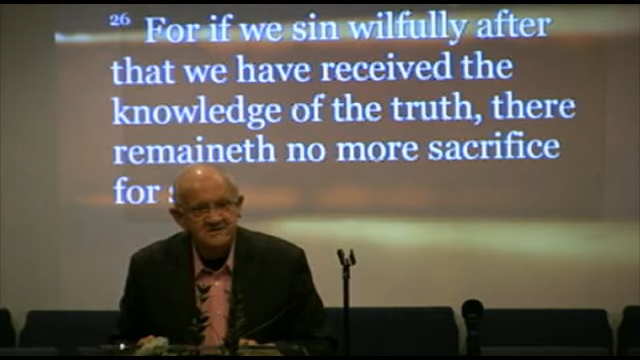 26 For if we sin wilfully after
that we have received the
knowledge of the truth, there
remaineth no more sacrifice
for